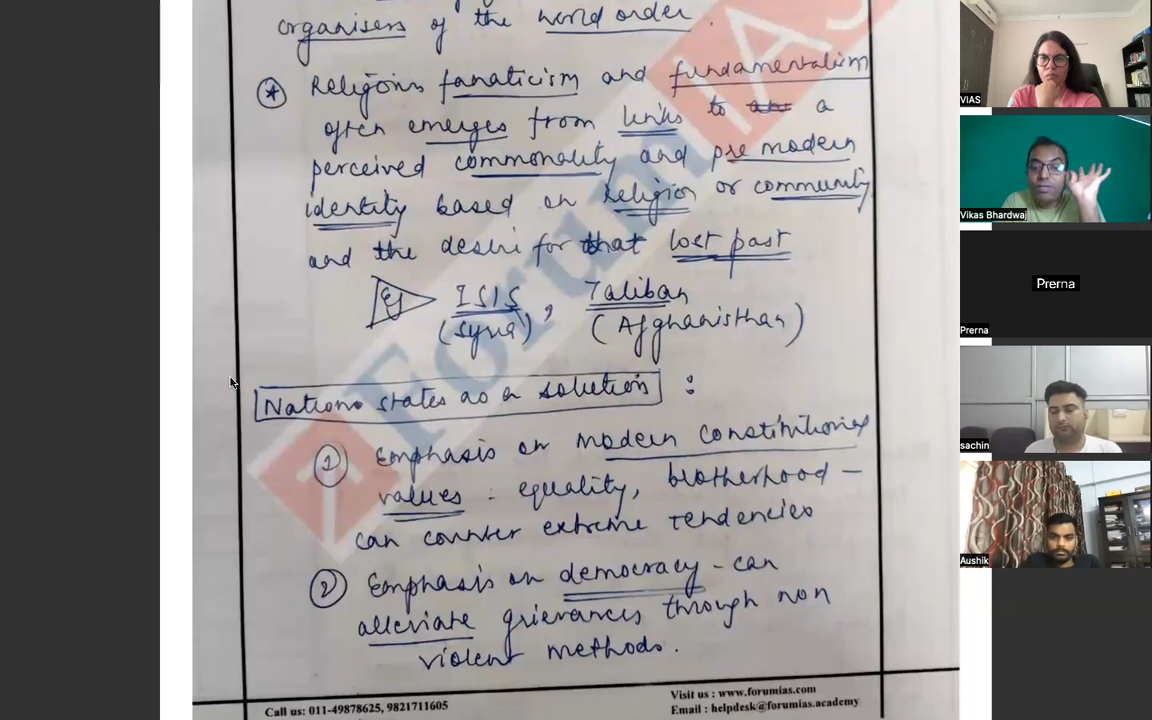 organisers of the world order.
* Religious fanaticism and fundamentalism
often emerges from links to a
perceived commonality and pre modern
identity based on religion or community
and the desire for that lost past
Eg ISIS, Taliban
(Syria) (Afghanisthan)
Nations states as a solution :
1 Emphasis on modern constitutional
values : equality, brotherhood -
can counter extreme tendencies
2 Emphasis on democracy - can
alleviate grievances through non
violent methods.
Call us: 011-49878625, 9821711605
Visit us : www.forumias.com
Email : helpdesk@forumias.academy
ForumIAS
VIAS
Vikas Bhardwaj
Prerna
Prerna
sachin
Aushik